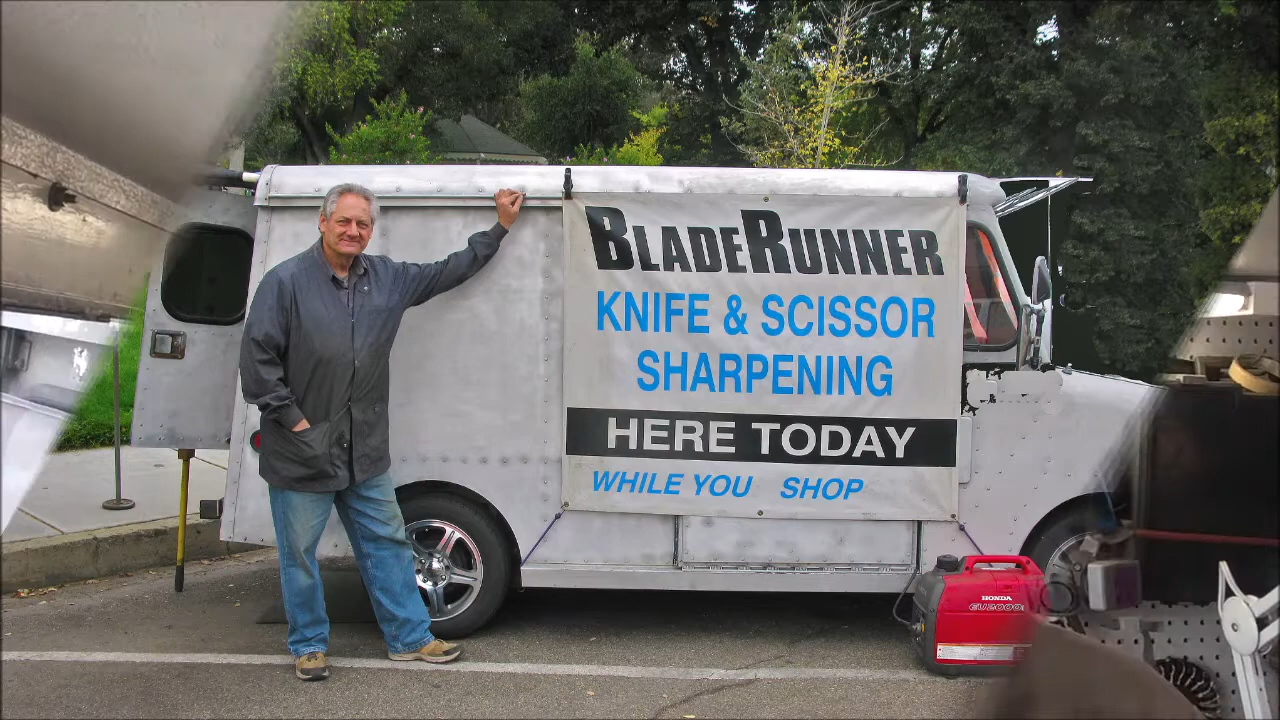 BLADERUNNER
KNIFE & SCISSOR
SHARPENING
HERE TODAY
WHILE YOU SHOP
HONDA
EU2000i